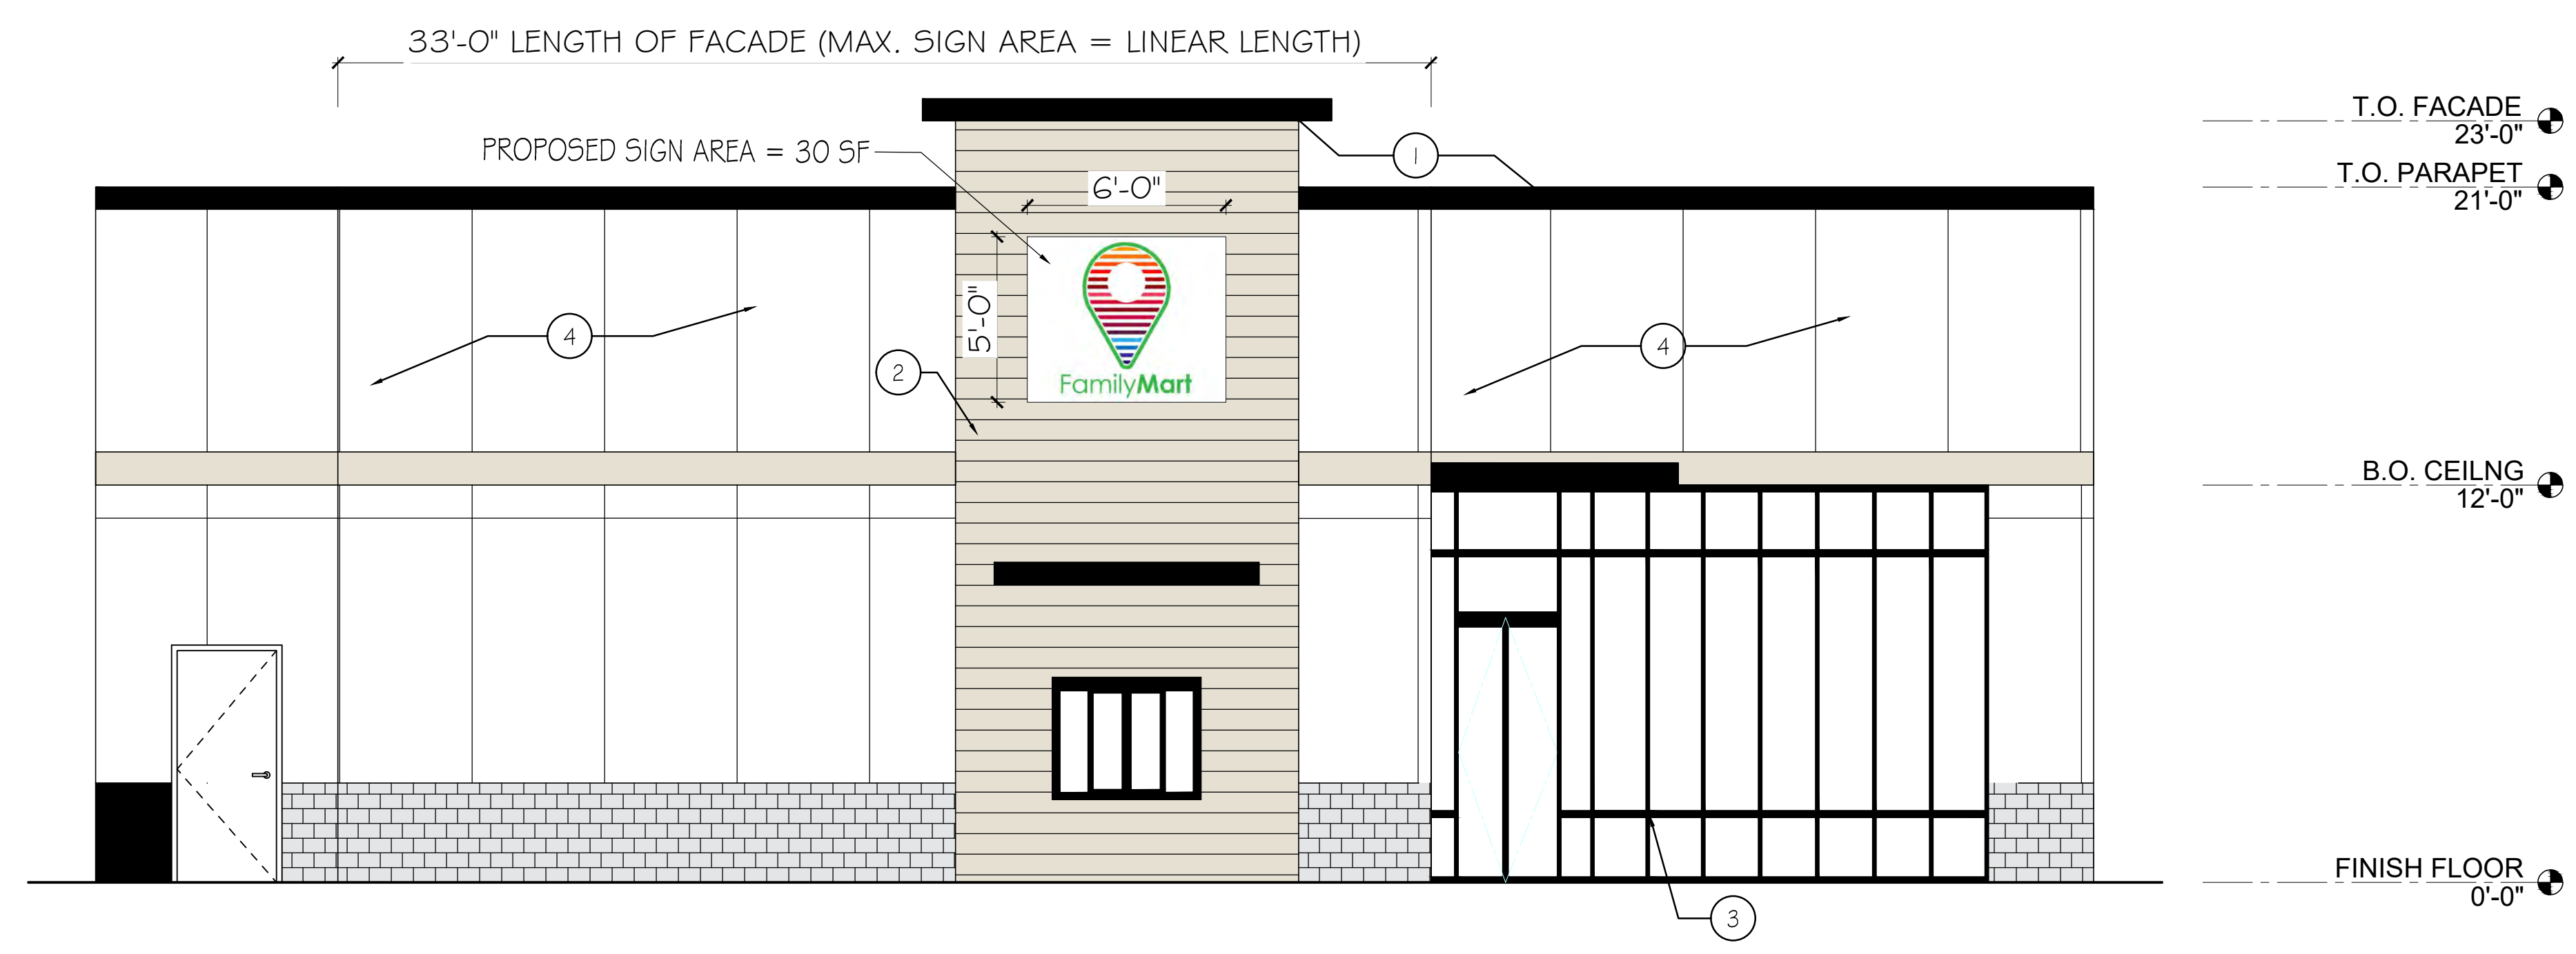 33'-0" LENGTH OF FACADE (MAX. SIGN AREA = LINEAR LENGTH)
T.O. FACADE
23'-0"
PROPOSED SIGN AREA = 30 SF
1
T.O. PARAPET
21'-0"
6'-0"
5'-0"
FamilyMart
4
4
2
B.O. CEILNG
12'-0"
FINISH FLOOR
0'-0"
3